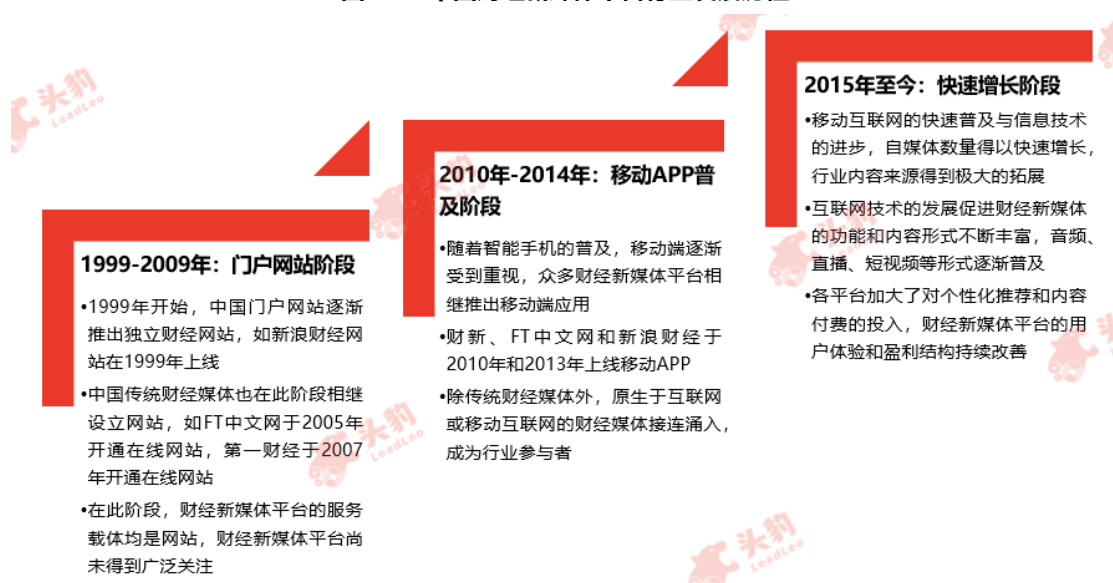 2015年至今：快速增长阶段
•移动互联网的快速普及与信息技术
的进步，自媒体数量得以快速增长，
行业内容来源得到极大的拓展
•互联网技术的发展促进财经新媒体
的功能和内容形式不断丰富，音频、
直播、短视频等形式逐渐普及
•各平台加大了对个性化推荐和内容
付费的投入，财经新媒体平台的用
户体验和盈利结构持续改善
2010年-2014年：移动APP普
及阶段
•随着智能手机的普及，移动端逐渐
受到重视，众多财经新媒体平台相
继推出移动端应用
•财新、FT中文网和新浪财经于
2010年和2013年上线移动APP
•除传统财经媒体外，原生于互联网
或移动互联网的财经媒体接连涌入，
成为行业参与者
1999-2009年：门户网站阶段
•1999年开始，中国门户网站逐渐
推出独立财经网站，如新浪财经网
站在1999年上线
•中国传统财经媒体也在此阶段相继
设立网站，如FT中文网于2005年
开通在线网站，第一财经于2007
年开通在线网站
•在此阶段，财经新媒体平台的服务
载体均是网站，财经新媒体平台尚
未得到广泛关注
头豹
LeadLeo
头豹
LeadLeo
头豹
LeadLeo